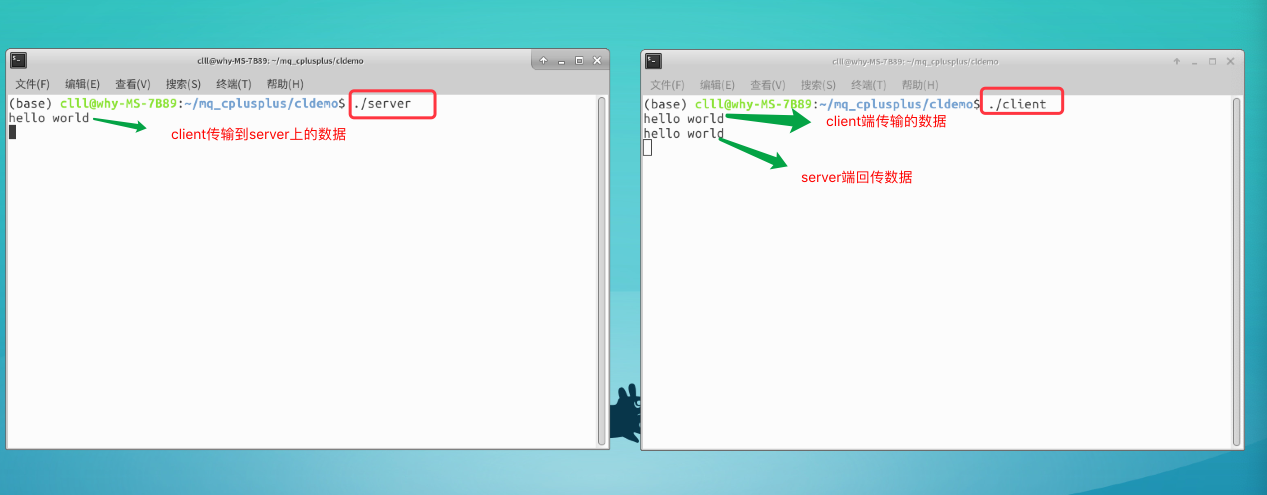 clll@why-MS-7B89: ~/mq_cplusplus/cldemo
文件(F) 编辑(E) 查看(V) 搜索(S) 终端(T) 帮助(H)
(base) clll@why-MS-7B89:~/mq_cplusplus/cldemo$ ./server
hello world
client传输到server上的数据
clll@why-MS-7B89: ~/mq_cplusplus/cldemo
文件(F) 编辑(E) 查看(V) 搜索(S) 终端(T) 帮助(H)
(base) clll@why-MS-7B89:~/mq_cplusplus/cldemo$ ./client
hello world
client端传输的数据
hello world
server端回传数据